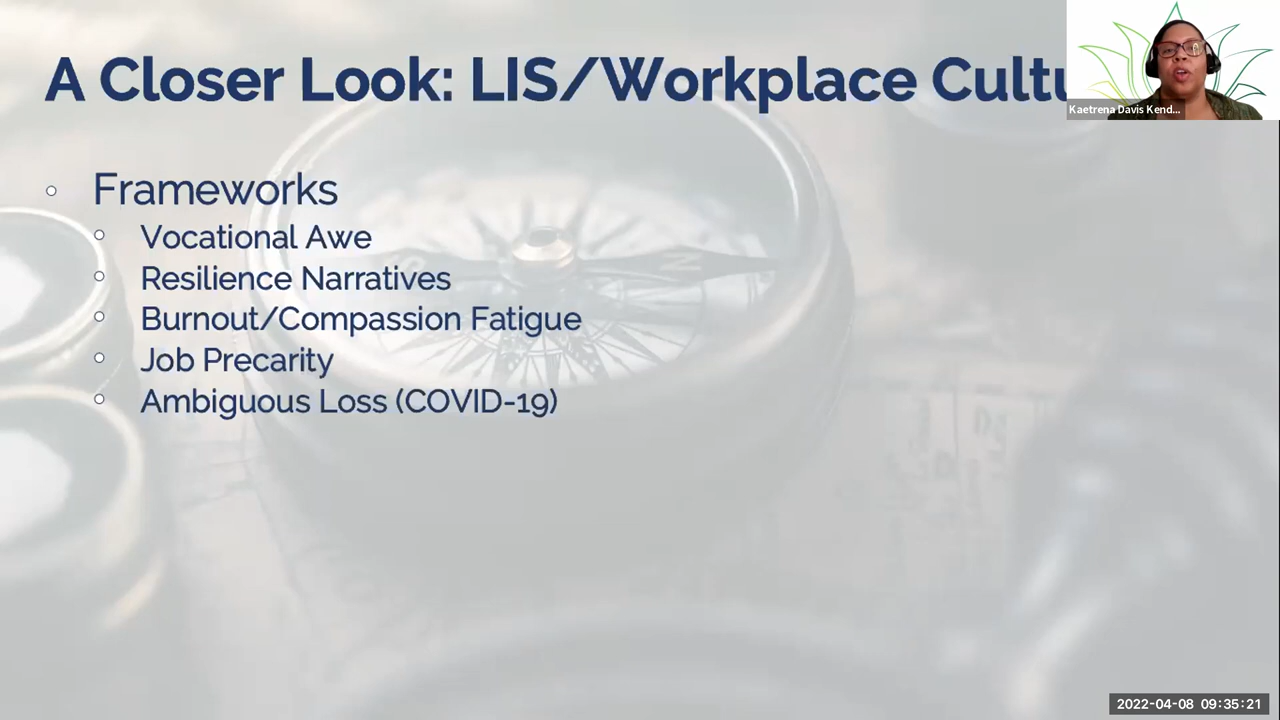 A Closer Look: LIS/Workplace Cultu
Kaetrena Davis Kend...
Frameworks
Vocational Awe
Resilience Narratives
Burnout/Compassion Fatigue
Job Precarity
Ambiguous Loss (COVID-19)
2022-04-08 09:35:21